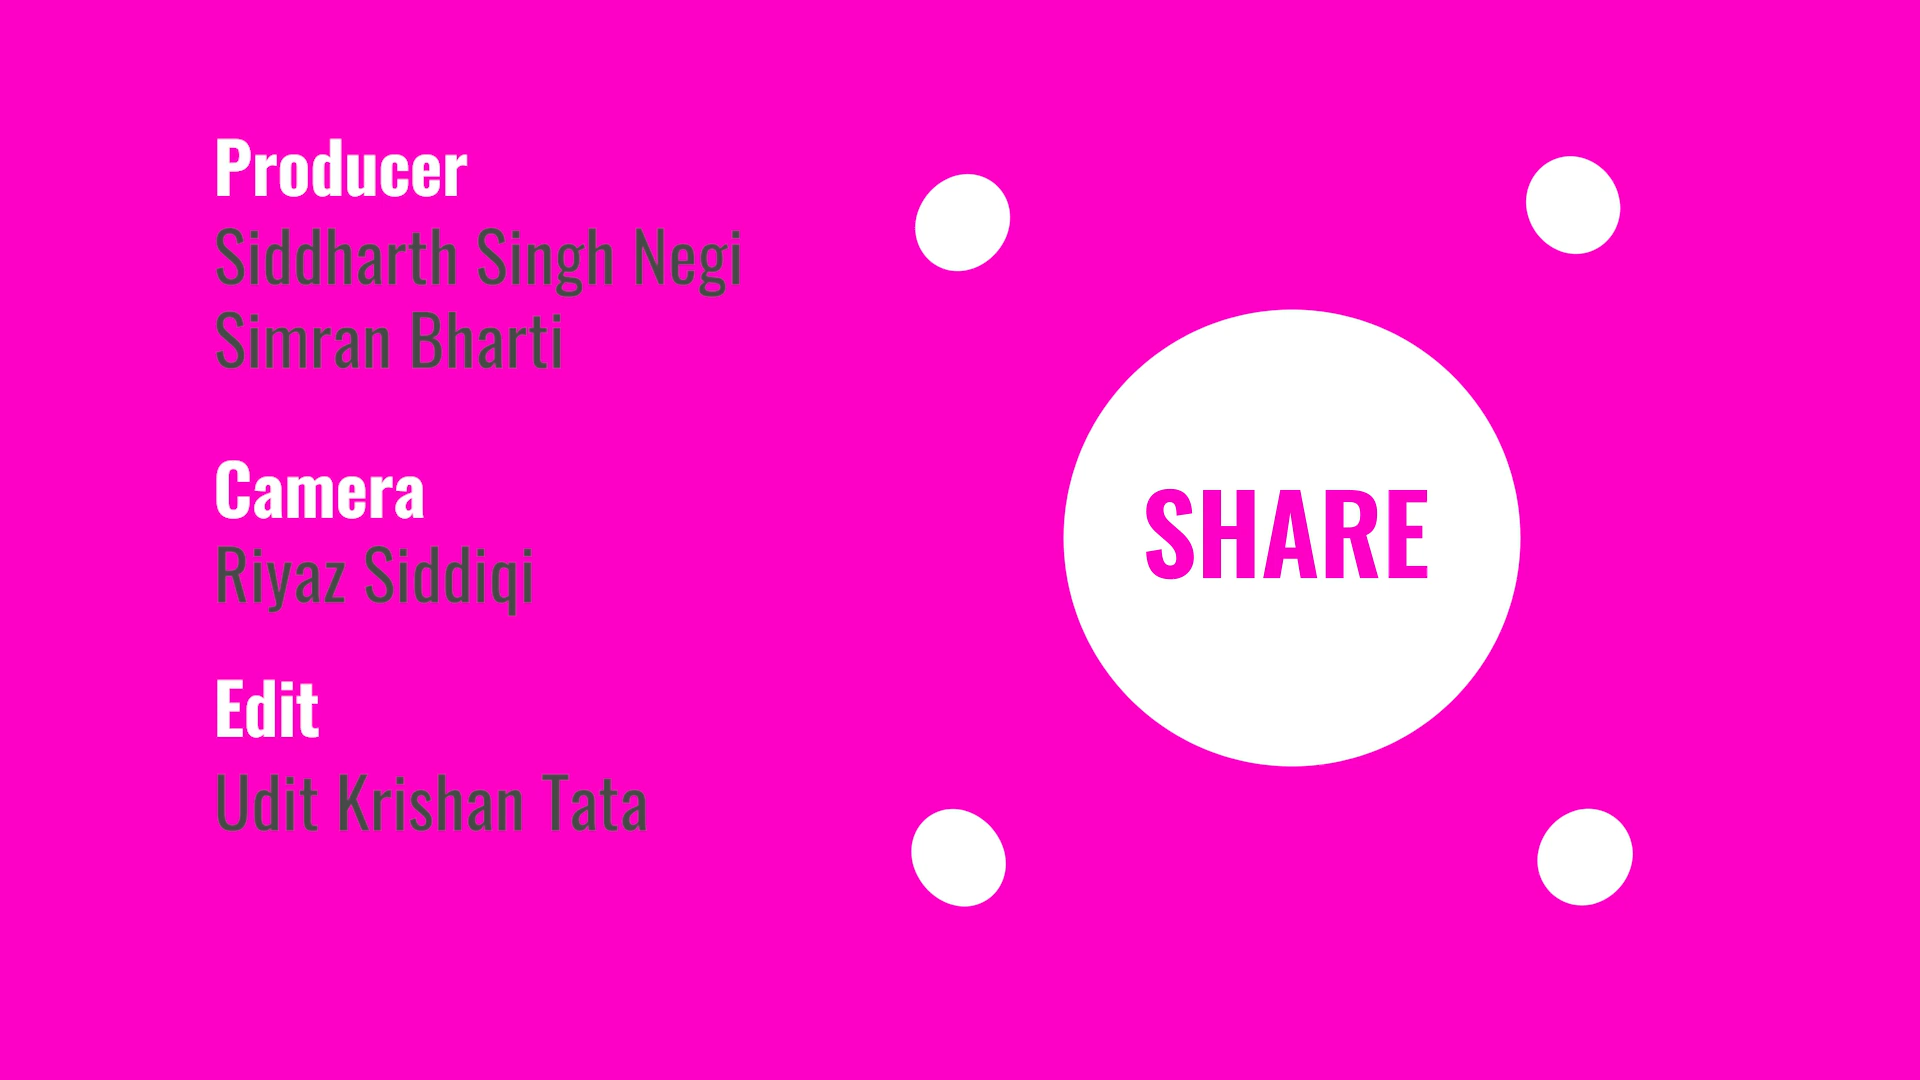 Producer
Siddharth Singh Negi
Simran Bharti
Camera
Riyaz Siddiqi
Edit
Udit Krishan Tata
SHARE